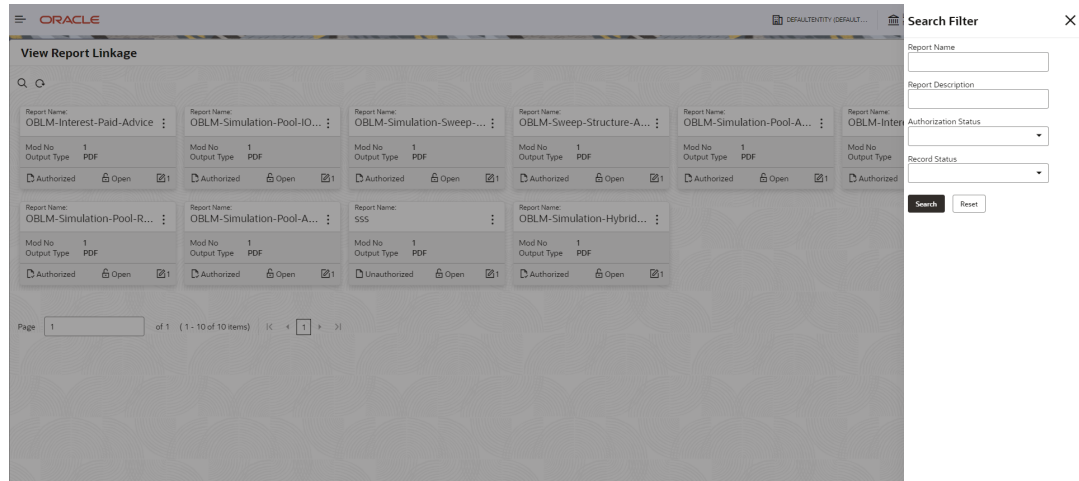 ORACLE
DEFAULTENTITY (DEFAULT...
Search Filter
View Report Linkage
Report Name
Report Description
Authorization Status
Record Status
Search Reset
Report Name: Report Name: Report Name: Report Name: Report Name: Report Name:
OBLM-Interest-Paid-Advice OBLM-Simulation-Pool-IO... OBLM-Simulation-Sweep-... OBLM-Sweep-Structure-A... OBLM-Simulation-Pool-A...
Mod No 1 Mod No 1 Mod No 1 Mod No 1 Mod No 1 Mod No
Output Type PDF Output Type PDF Output Type PDF Output Type PDF Output Type PDF Output Type
Authorized Open 1 Authorized Open 1 Authorized Open 1 Authorized Open 1 Authorized Open 1 Authorized
Report Name: Report Name: Report Name: Report Name:
OBLM-Simulation-Pool-R... OBLM-Simulation-Pool-A... sss OBLM-Simulation-Hybrid...
Mod No 1 Mod No 1 Mod No 1 Mod No 1
Output Type PDF Output Type PDF Output Type PDF Output Type PDF
Authorized Open 1 Authorized Open 1 Unauthorized Open 1 Authorized Open 1
Page 1 of 1 (1 - 10 of 10 items) 1